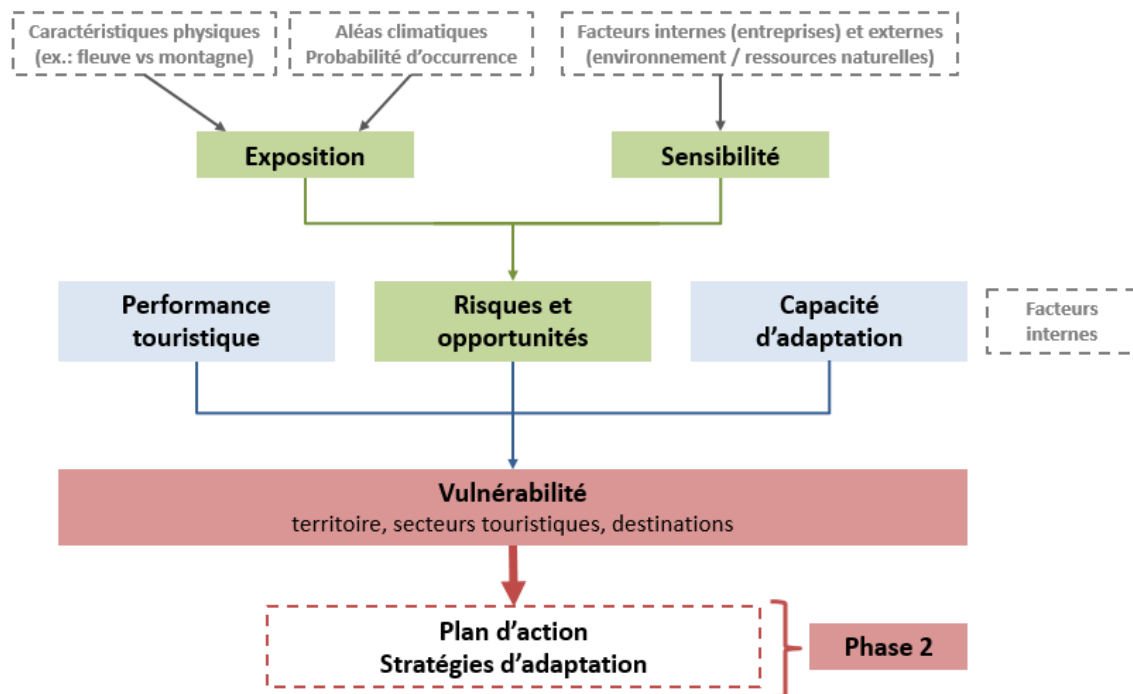 Caractéristiques physiques
(ex.: fleuve vs montagne)
Aléas climatiques
Probabilité d'occurrence
Facteurs internes (entreprises) et externes
(environnement / ressources naturelles)
Exposition
Sensibilité
Performance
touristique
Risques et
opportunités
Capacité
d'adaptation
Facteurs
internes
Vulnérabilité
territoire, secteurs touristiques, destinations
Plan d'action
Stratégies d'adaptation
Phase 2